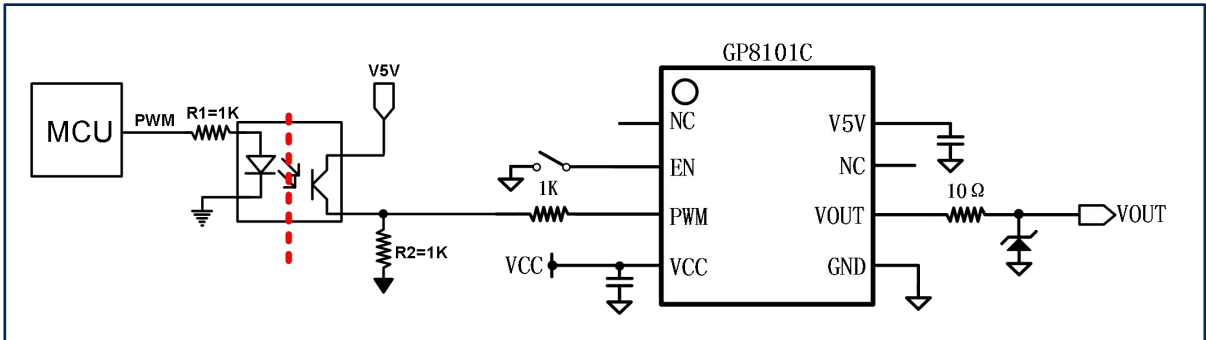 GP8101C
MCU
PWM
R1=1K
V5V
R2=1K
1K
VCC
NC
EN
PWM
VCC
V5V
NC
VOUT
GND
10Ω
VOUT